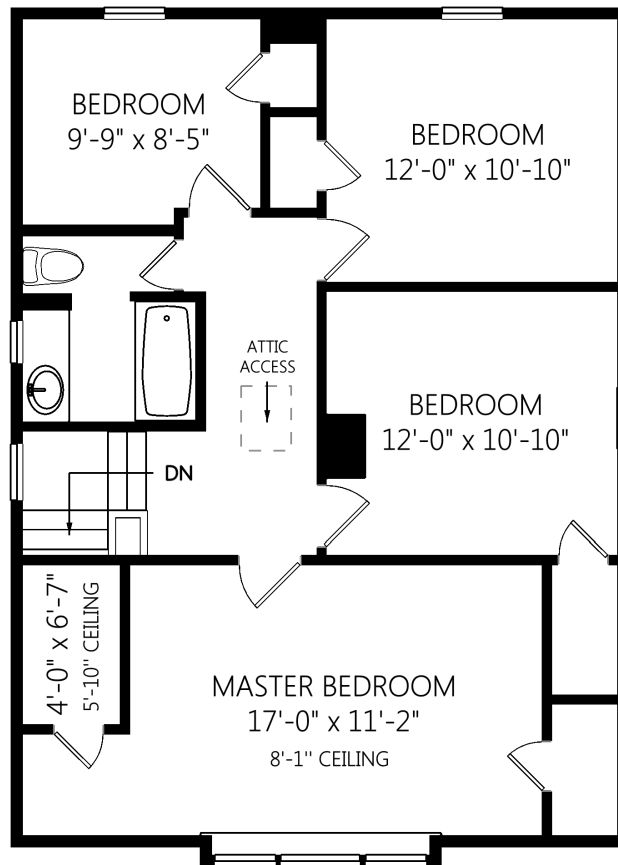 BEDROOM
9'-9" x 8'-5"
BEDROOM
12'-0" x 10'-10"
ATTIC
ACCESS
BEDROOM
12'-0" x 10'-10"
DN
4'-0" x 6'-7"
5'-10" CEILING
MASTER BEDROOM
17'-0" x 11'-2"
8'-1" CEILING